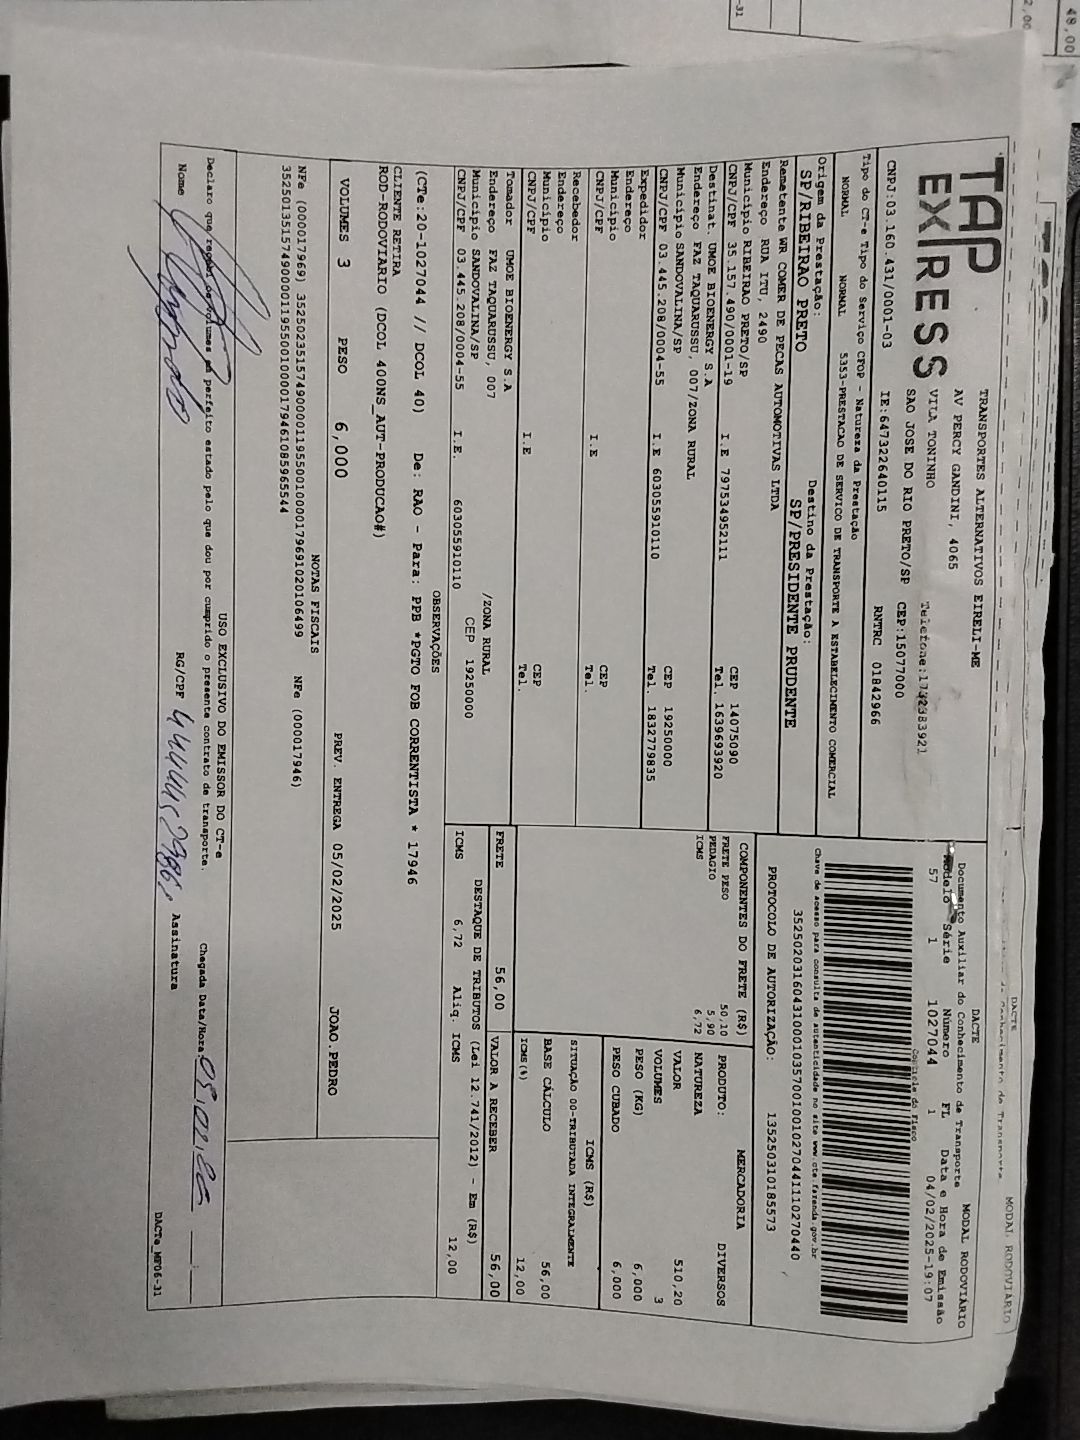 TAP
EXPRESS
TRANSPORTES ALTERNATIVOS EIRELI-ME
AV PERCY GANDINI, 4065
VILA TONINHO
Telefone:1732383921
SAO JOSE DO RIO PRETO/SP CEP:15077000
CNPJ:03.160.431/0001-03 IE:647322640115 RNTRC 01842966
DACTE
MODAL RODOVIÁRIO
Documento Auxiliar do Conhecimento de Transporte
Modelo Série Número FL Data e Hora de Emissão
57 1 1027044 1 04/02/2025-19:07
Controle do Fisco
Tipo do CT-e Tipo do Serviço CFOP - Natureza da Prestação
NORMAL NORMAL 5353-PRESTACAO DE SERVICO DE TRANSPORTE A ESTABELECIMENTO COMERCIAL
Chave de acesso para consulta de autenticidade no site www.cte.fazenda.gov.br
35250203160431000103570010010270441110270440
PROTOCOLO DE AUTORIZAÇÃO: 135250310185573
Origem da Prestação: Destino da Prestação:
SP/RIBEIRAO PRETO SP/PRESIDENTE PRUDENTE
Remetente WR COMER DE PECAS AUTOMOTIVAS LTDA
Endereço RUA ITU, 2490
Município RIBEIRAO PRETO/SP CEP 14075090
CNPJ/CPF 35.157.490/0001-19 I.E 797534952111 Tel. 1639693920
Destinat. UMOE BIOENERGY S.A
Endereço FAZ TAQUARUSSU, 007/ZONA RURAL
Município SANDOVALINA/SP CEP 19250000
CNPJ/CPF 03.445.208/0004-55 I.E 603055910110 Tel. 1832779835
Expedidor
Endereço
Município CEP
CNPJ/CPF I.E Tel.
Recebedor
Endereço
Município CEP
CNPJ/CPF I.E Tel.
Tomador UMOE BIOENERGY S.A
Endereço FAZ TAQUARUSSU, 007 /ZONA RURAL
Município SANDOVALINA/SP CEP 19250000
CNPJ/CPF 03.445.208/0004-55 I.E. 603055910110
COMPONENTES DO FRETE (R$)
FRETE PESO 50,10
PEDAGIO 5,90
ICMS 6,72
MERCADORIA
PRODUTO: DIVERSOS
NATUREZA
VALOR 510,20
VOLUMES 3
PESO (KG) 6,000
PESO CUBADO 6,000
ICMS (R$)
SITUAÇÃO 00-TRIBUTADA INTEGRALMENTE
BASE CÁLCULO 56,00
ICMS(%) 12,00
FRETE 56,00 VALOR A RECEBER 56,00
DESTAQUE DE TRIBUTOS (Lei 12.741/2012) - Em (R$)
ICMS 6,72 Aliq. ICMS 12,00
OBSERVAÇÕES
(CTe:20-1027044 // DCOL 40) De: RAO - Para: PPB *PGTO FOB CORRENTISTA * 17946
CLIENTE RETIRA
ROD-RODOVIARIO (DCOL 400NS_AUT-PRODUCAO#)
VOLUMES 3 PESO 6,000 PREV. ENTREGA 05/02/2025 JOAO.PEDRO
NOTAS FISCAIS
NFe (000017969) 35250235157490000119550010000179691020106499 NFe (000017946)
35250135157490000119550010000179461085965544
USO EXCLUSIVO DO EMISSOR DO CT-e
Declaro que recebi os volumes em perfeito estado pelo que dou por cumprido o presente contrato de transporte. Chegada Data/Hora
Nome RG/CPF Assinatura
DACTe_MF06-31